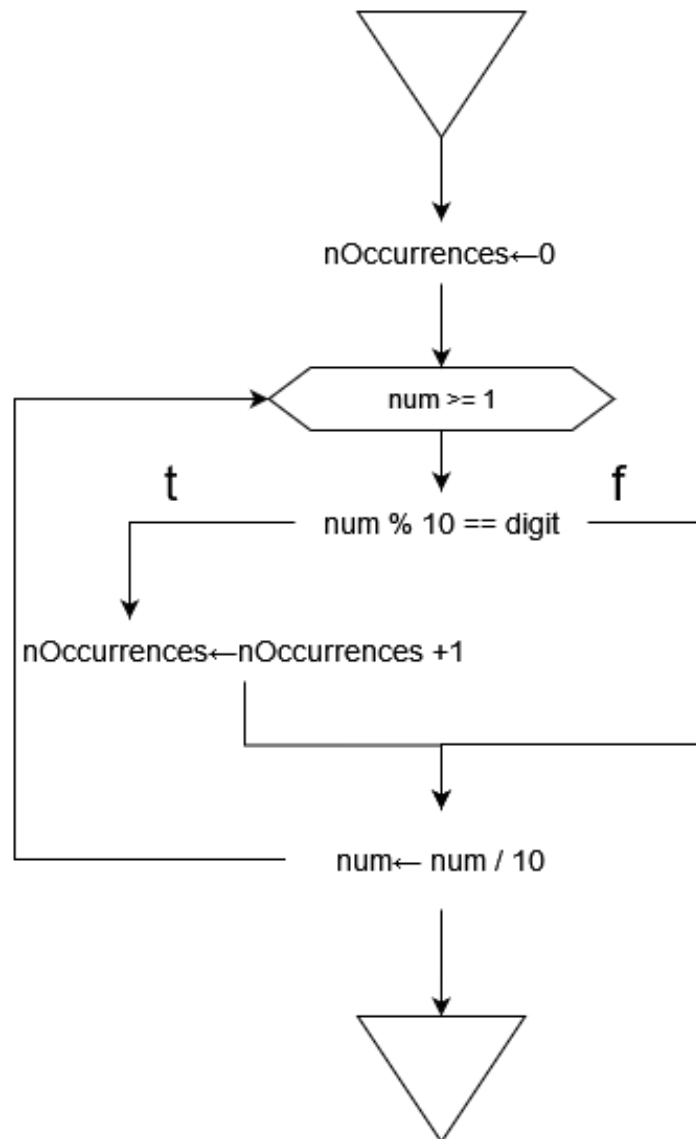 nOccurrences←0
num >= 1
t
f
num % 10 == digit
nOccurrences←nOccurrences +1
num← num / 10